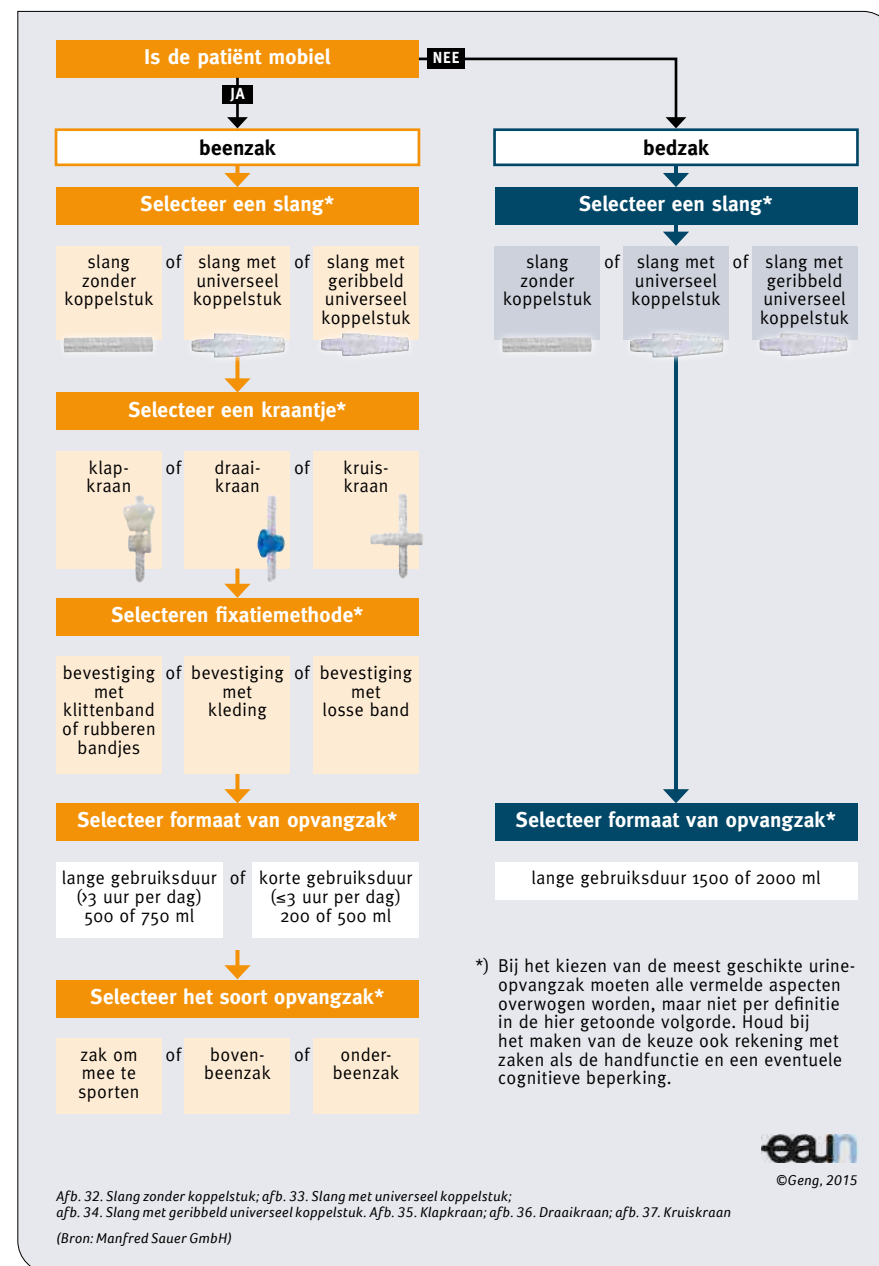 Is de patiënt mobiel
NEE
JA
beenzak
bedzak
Selecteer een slang*
Selecteer een slang*
slang zonder koppelstuk of slang met universeel koppelstuk of slang met geribbeld universeel koppelstuk
slang zonder koppelstuk of slang met universeel koppelstuk of slang met geribbeld universeel koppelstuk
Selecteer een kraantje*
klap-
kraan
of
draai-
kraan
of
kruis-
kraan
Selecteren fixatiemethode*
bevestiging met klittenband of rubberen bandjes
of
bevestiging met kleding
of
bevestiging met losse band
Selecteer formaat van opvangzak*
Selecteer formaat van opvangzak*
lange gebruiksduur
(>3 uur per dag)
500 of 750 ml
of
korte gebruiksduur
(≤3 uur per dag)
200 of 500 ml
lange gebruiksduur 1500 of 2000 ml
Selecteer het soort opvangzak*
zak om
mee te
sporten
of
boven-
beenzak
of
onder-
beenzak
*) Bij het kiezen van de meest geschikte urine-
opvangzak moeten alle vermelde aspecten
overwogen worden, maar niet per definitie
in de hier getoonde volgorde. Houd bij
het maken van de keuze ook rekening met
zaken als de handfunctie en een eventuele
cognitieve beperking.
eaun
©Geng, 2015
Afb. 32. Slang zonder koppelstuk; afb. 33. Slang met universeel koppelstuk;
afb. 34. Slang met geribbeld universeel koppelstuk. Afb. 35. Klapkraan; afb. 36. Draaikraan; afb. 37. Kruiskraan
(Bron: Manfred Sauer GmbH)